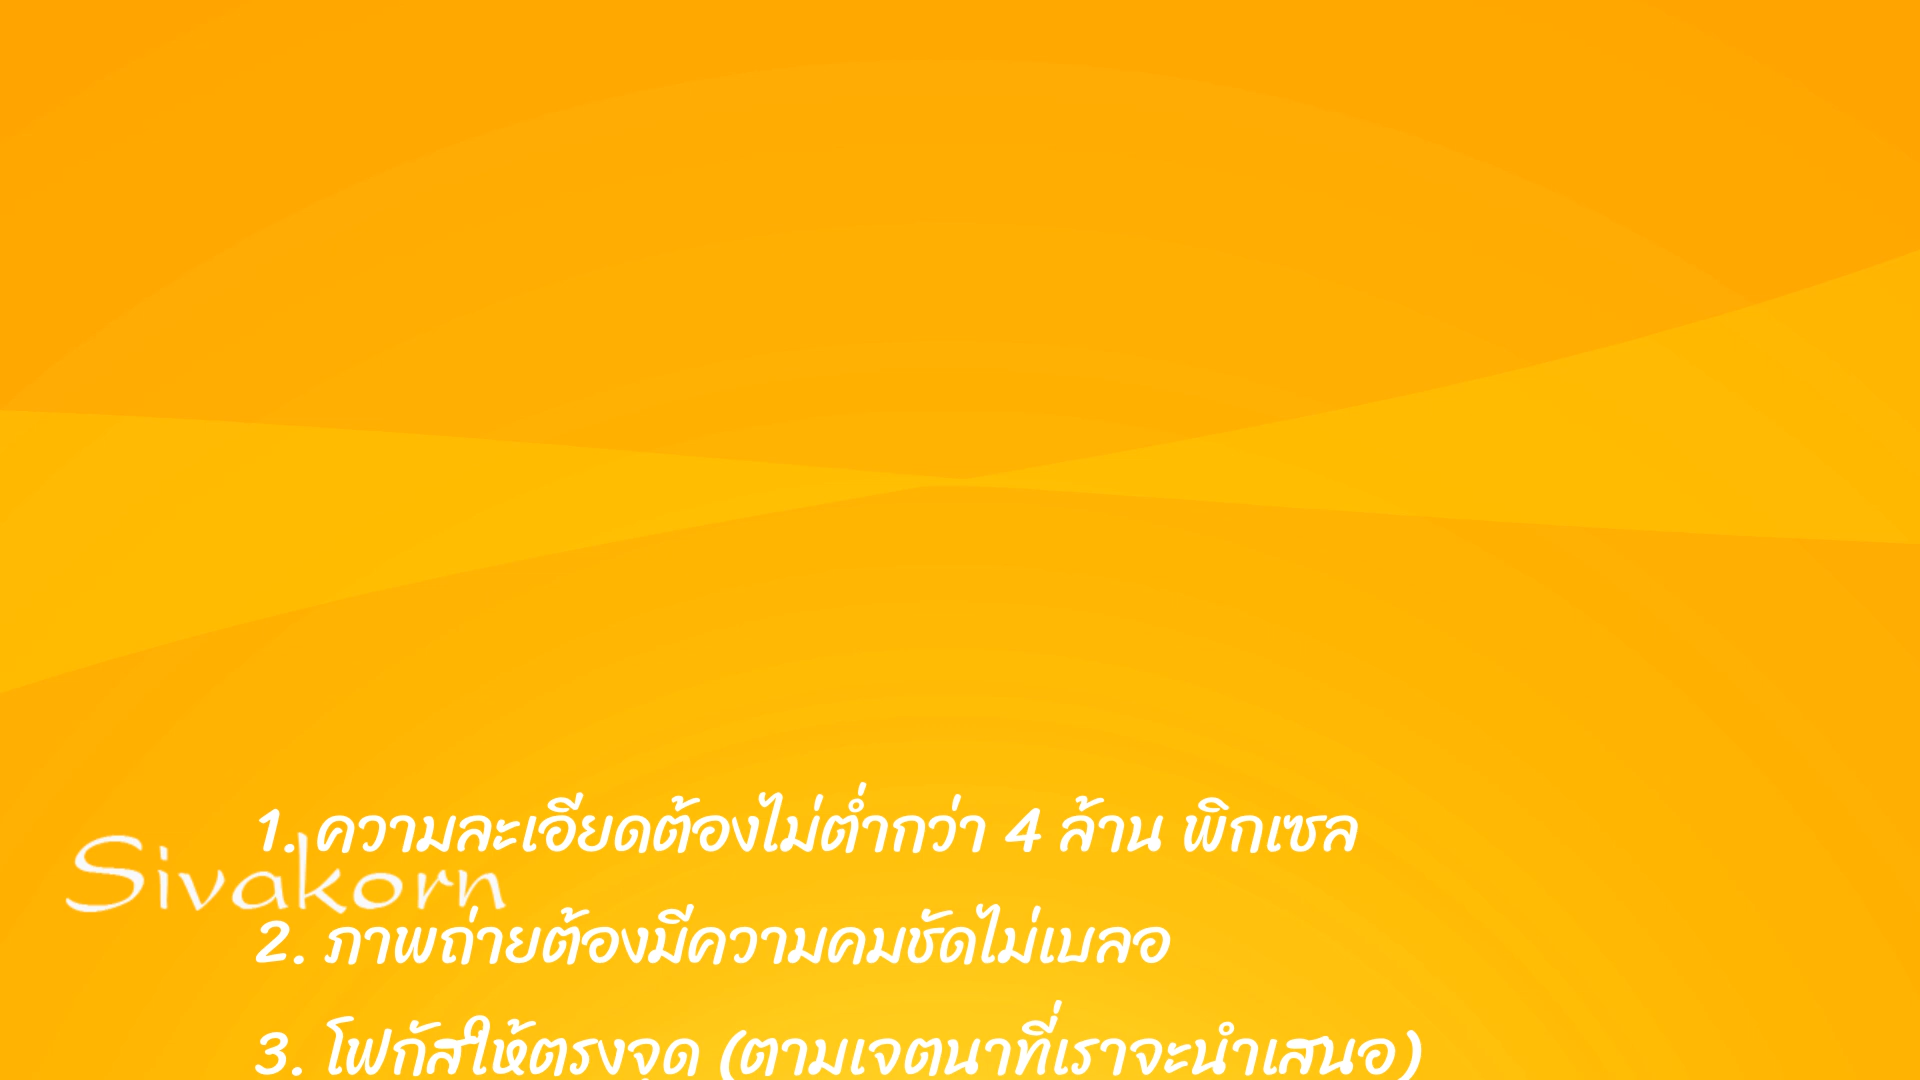 1. ความละเอียดต้องไม่ต่ำกว่า 4 ล้าน พิกเซล
Sivakorn
2. ภาพถ่ายต้องมีความคมชัดไม่เบลอ
3. โฟกัสให้ตรงจุด (ตามเจตนาที่เราจะนำเสนอ)